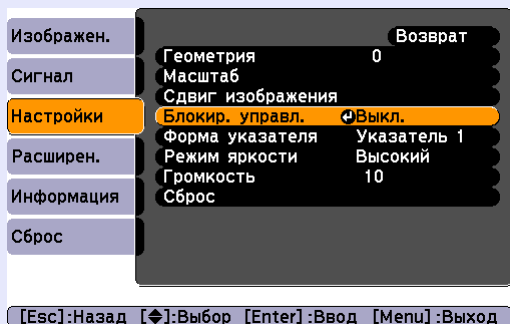 Изображен.
Сигнал
Настройки
Расширен.
Информация
Сброс
Возврат
Геометрия 0
Масштаб
Сдвиг изображения
Блокир. управл. Выкл.
Форма указателя Указатель 1
Режим яркости Высокий
Громкость 10
Сброс
[Esc]:Назад [◆]:Выбор [Enter]:Ввод [Menu]:Выход